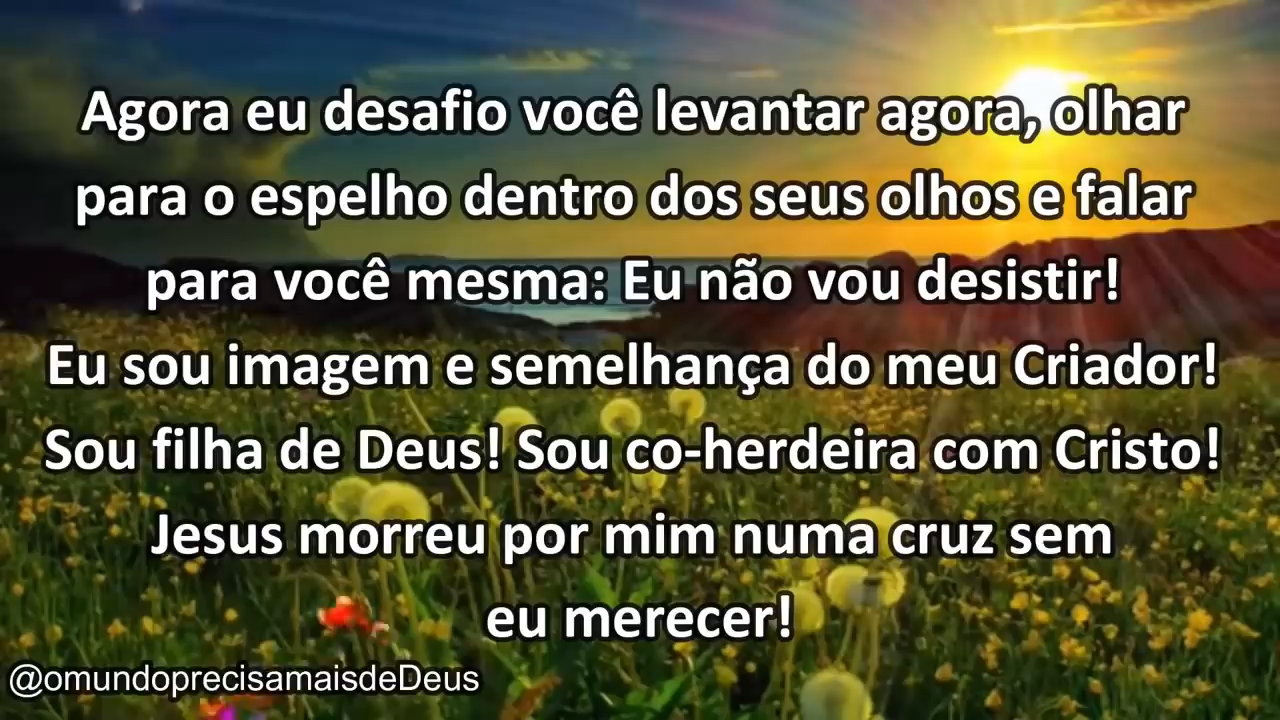 Agora eu desafio você levantar agora, olhar
para o espelho dentro dos seus olhos e falar
para você mesma: Eu não vou desistir!
Eu sou imagem e semelhança do meu Criador!
Sou filha de Deus! Sou co-herdeira com Cristo!
Jesus morreu por mim numa cruz sem
eu merecer!
@omundoprecisamaisdeDeus